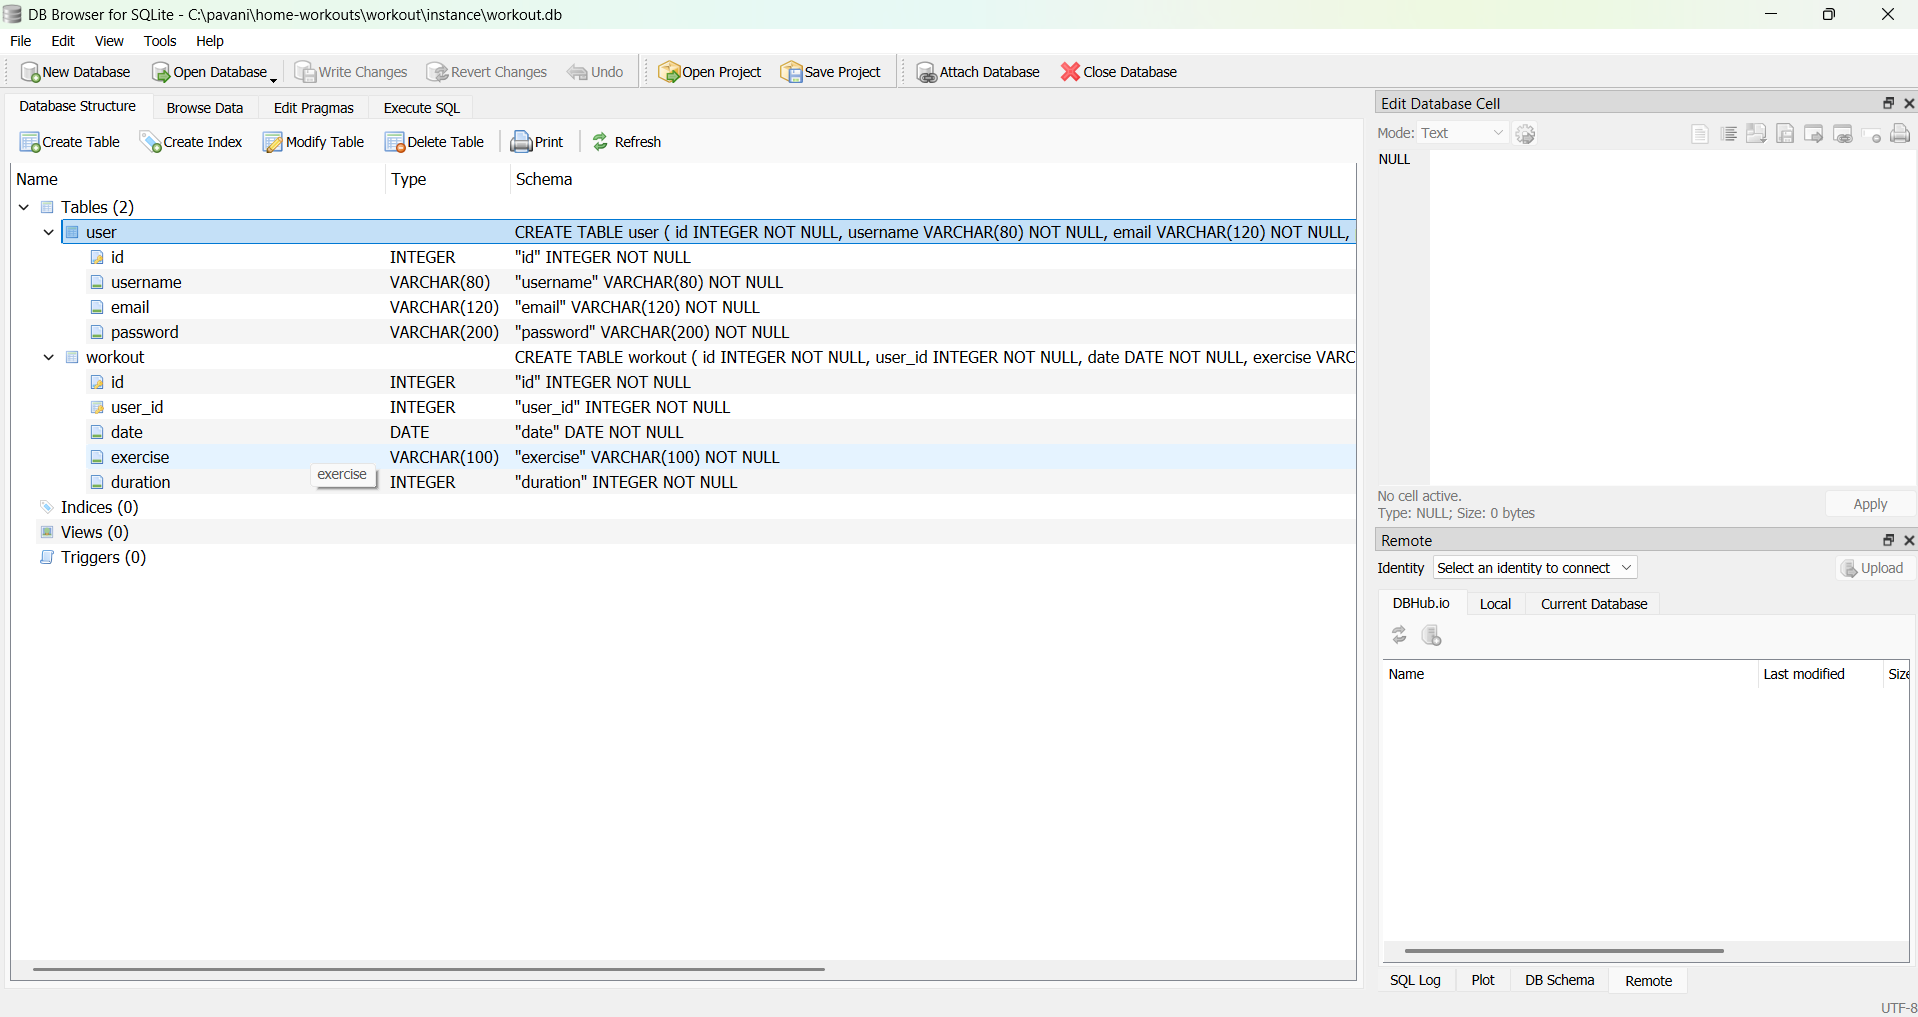 DB Browser for SQLite - C:\pavani\home-workouts\workout\instance\workout.db
File Edit View Tools Help
New Database Open Database Write Changes Revert Changes Undo Open Project Save Project Attach Database Close Database
Database Structure Browse Data Edit Pragmas Execute SQL
Create Table Create Index Modify Table Delete Table Print Refresh
Name Type Schema
Tables (2)
user CREATE TABLE user ( id INTEGER NOT NULL, username VARCHAR(80) NOT NULL, email VARCHAR(120) NOT NULL,
id INTEGER "id" INTEGER NOT NULL
username VARCHAR(80) "username" VARCHAR(80) NOT NULL
email VARCHAR(120) "email" VARCHAR(120) NOT NULL
password VARCHAR(200) "password" VARCHAR(200) NOT NULL
workout CREATE TABLE workout ( id INTEGER NOT NULL, user_id INTEGER NOT NULL, date DATE NOT NULL, exercise VARC
id INTEGER "id" INTEGER NOT NULL
user_id INTEGER "user_id" INTEGER NOT NULL
date DATE "date" DATE NOT NULL
exercise VARCHAR(100) "exercise" VARCHAR(100) NOT NULL
exercise
duration INTEGER "duration" INTEGER NOT NULL
Indices (0)
Views (0)
Triggers (0)
Edit Database Cell
Mode: Text
NULL
No cell active.
Type: NULL; Size: 0 bytes
Apply
Remote
Identity Select an identity to connect Upload
DBHub.io Local Current Database
Name Last modified Size
SQL Log Plot DB Schema Remote
UTF-8